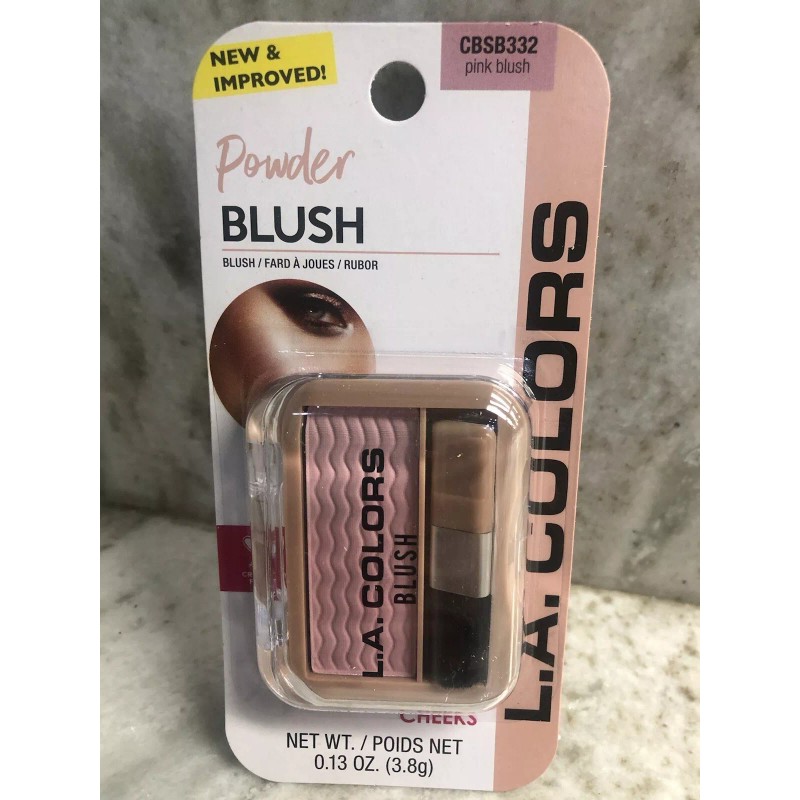 NEW &
IMPROVED!
CBSB332
pink blush
Powder
BLUSH
BLUSH / FARD À JOUES / RUBOR
L.A. COLORS
L.A. COLORS
BLUSH
CHEEKS
NET WT. / POIDS NET
0.13 OZ. (3.8g)